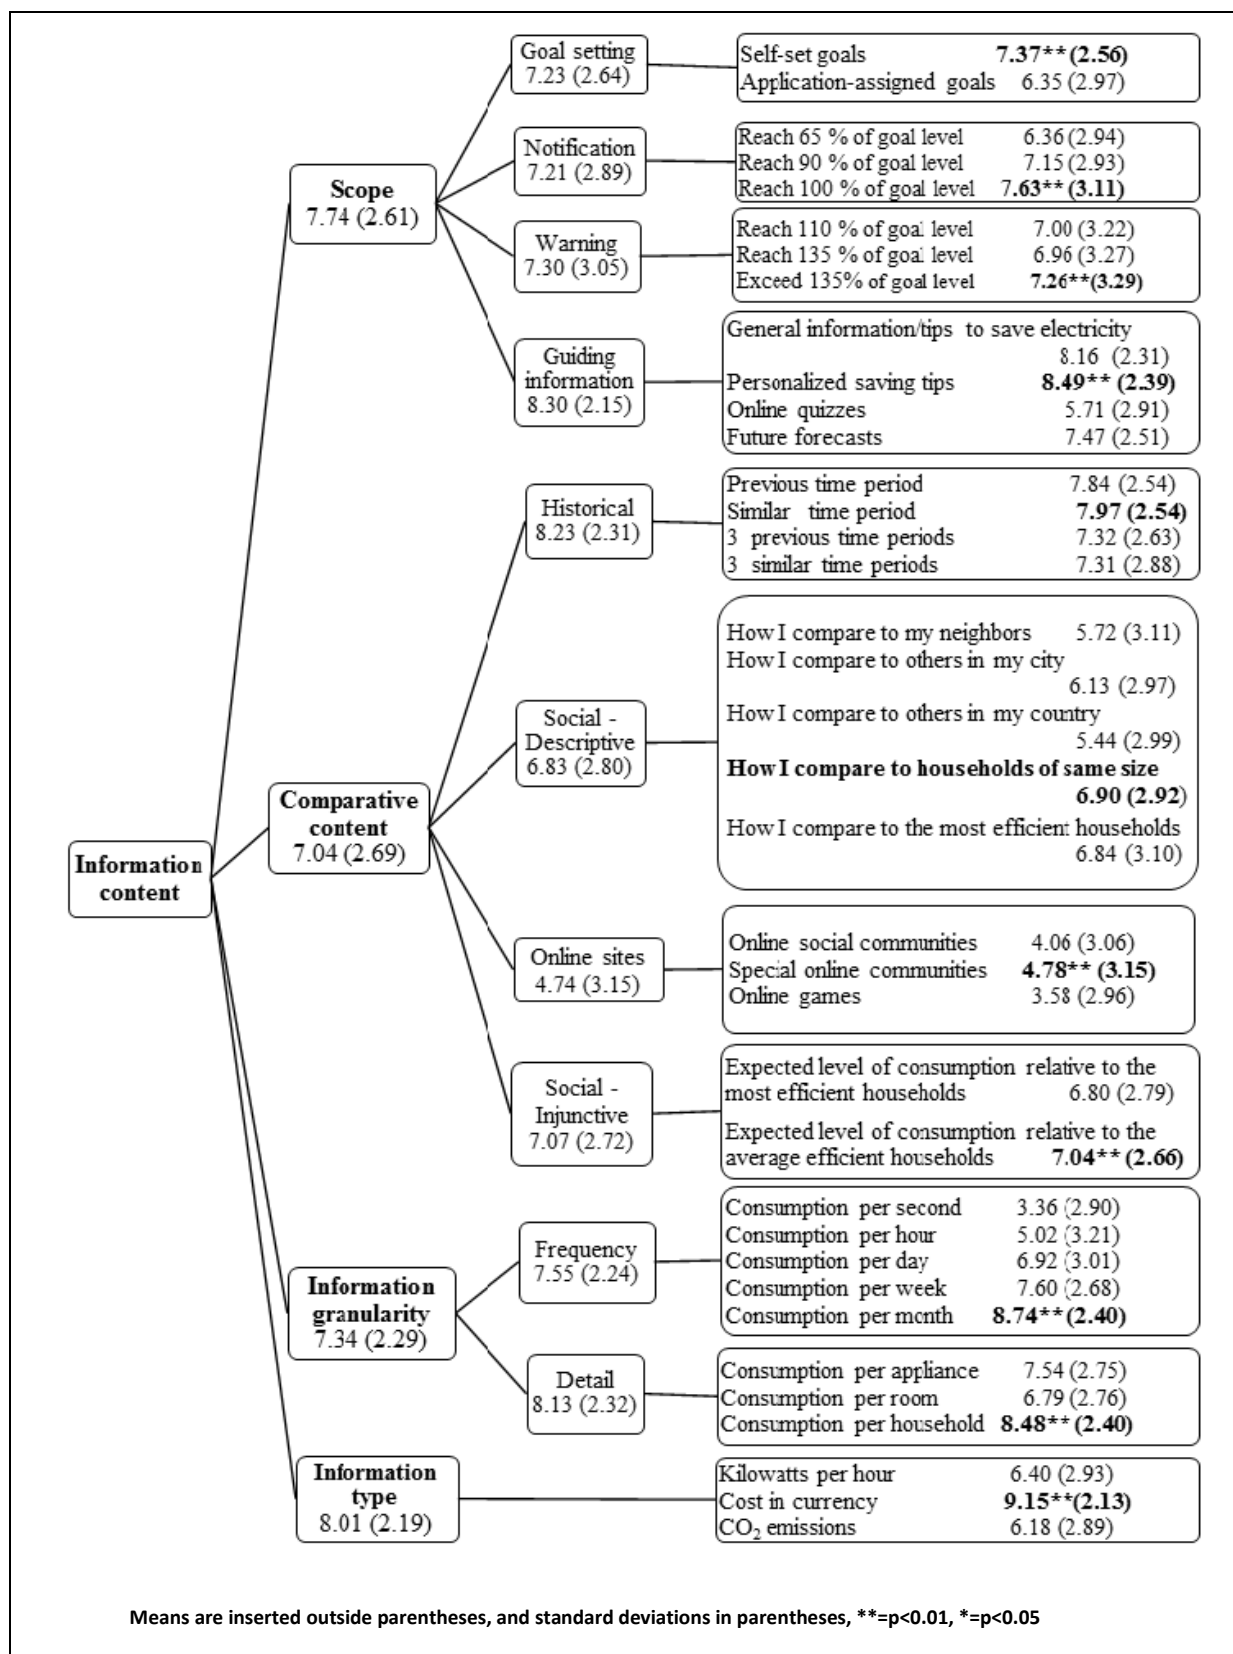 Goal setting
7.23 (2.64)
Self-set goals 7.37** (2.56)
Application-assigned goals 6.35 (2.97)
Notification
7.21 (2.89)
Reach 65 % of goal level 6.36 (2.94)
Reach 90 % of goal level 7.15 (2.93)
Reach 100 % of goal level 7.63** (3.11)
Scope
7.74 (2.61)
Warning
7.30 (3.05)
Reach 110 % of goal level 7.00 (3.22)
Reach 135 % of goal level 6.96 (3.27)
Exceed 135% of goal level 7.26**(3.29)
Guiding
information
8.30 (2.15)
General information/tips to save electricity
8.16 (2.31)
Personalized saving tips 8.49** (2.39)
Online quizzes 5.71 (2.91)
Future forecasts 7.47 (2.51)
Historical
8.23 (2.31)
Previous time period 7.84 (2.54)
Similar time period 7.97 (2.54)
3 previous time periods 7.32 (2.63)
3 similar time periods 7.31 (2.88)
Social -
Descriptive
6.83 (2.80)
How I compare to my neighbors 5.72 (3.11)
How I compare to others in my city
6.13 (2.97)
How I compare to others in my country
5.44 (2.99)
How I compare to households of same size
6.90 (2.92)
How I compare to the most efficient households
6.84 (3.10)
Comparative
content
7.04 (2.69)
Information
content
Online sites
4.74 (3.15)
Online social communities 4.06 (3.06)
Special online communities 4.78** (3.15)
Online games 3.58 (2.96)
Social -
Injunctive
7.07 (2.72)
Expected level of consumption relative to the
most efficient households 6.80 (2.79)
Expected level of consumption relative to the
average efficient households 7.04** (2.66)
Information
granularity
7.34 (2.29)
Frequency
7.55 (2.24)
Consumption per second 3.36 (2.90)
Consumption per hour 5.02 (3.21)
Consumption per day 6.92 (3.01)
Consumption per week 7.60 (2.68)
Consumption per month 8.74** (2.40)
Detail
8.13 (2.32)
Consumption per appliance 7.54 (2.75)
Consumption per room 6.79 (2.76)
Consumption per household 8.48** (2.40)
Information
type
8.01 (2.19)
Kilowatts per hour 6.40 (2.93)
Cost in currency 9.15**(2.13)
CO₂ emissions 6.18 (2.89)
Means are inserted outside parentheses, and standard deviations in parentheses, **=p<0.01, *=p<0.05